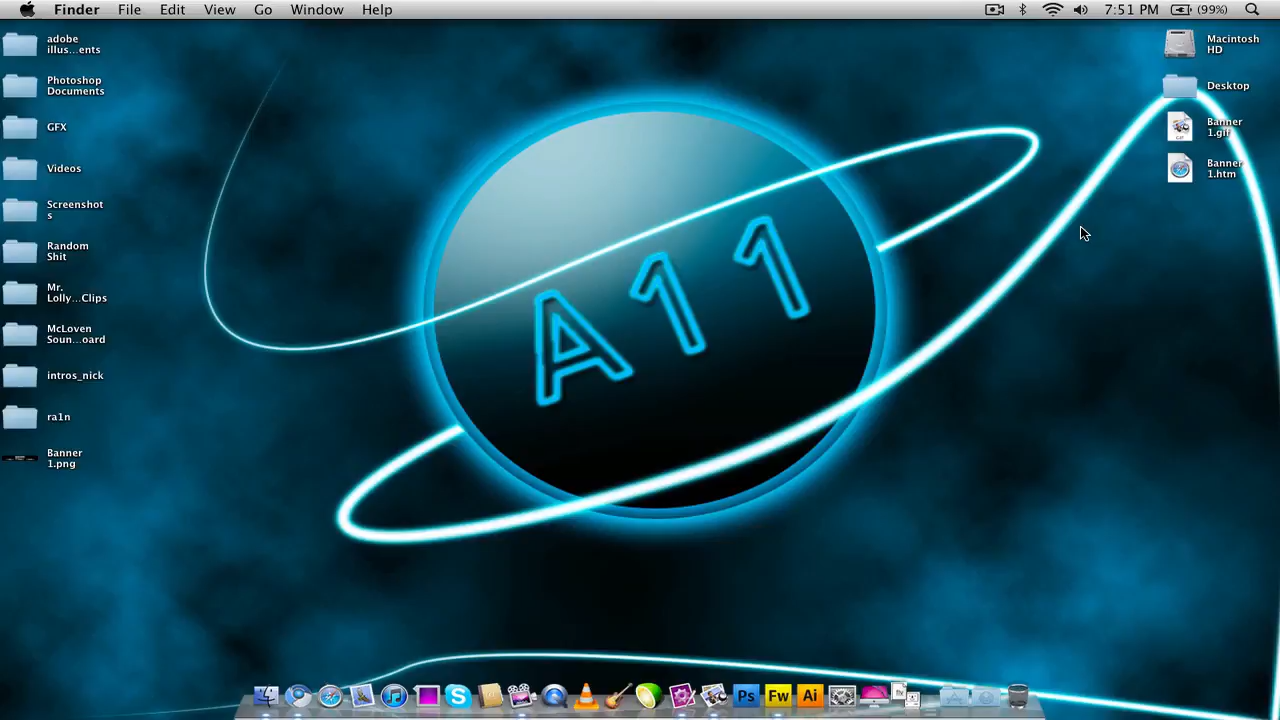 Finder File Edit View Go Window Help 7:51 PM (99%)
adobe
illus...ents
Photoshop
Documents
GFX
Videos
Screenshot
s
Random
Shit
Mr.
Lolly...Clips
McLoven
Soun...oard
intros_nick
ra1n
Banner
1.png
A11
Macintosh
HD
Desktop
Banner
1.gif
Banner
1.htm
Ps Fw Ai